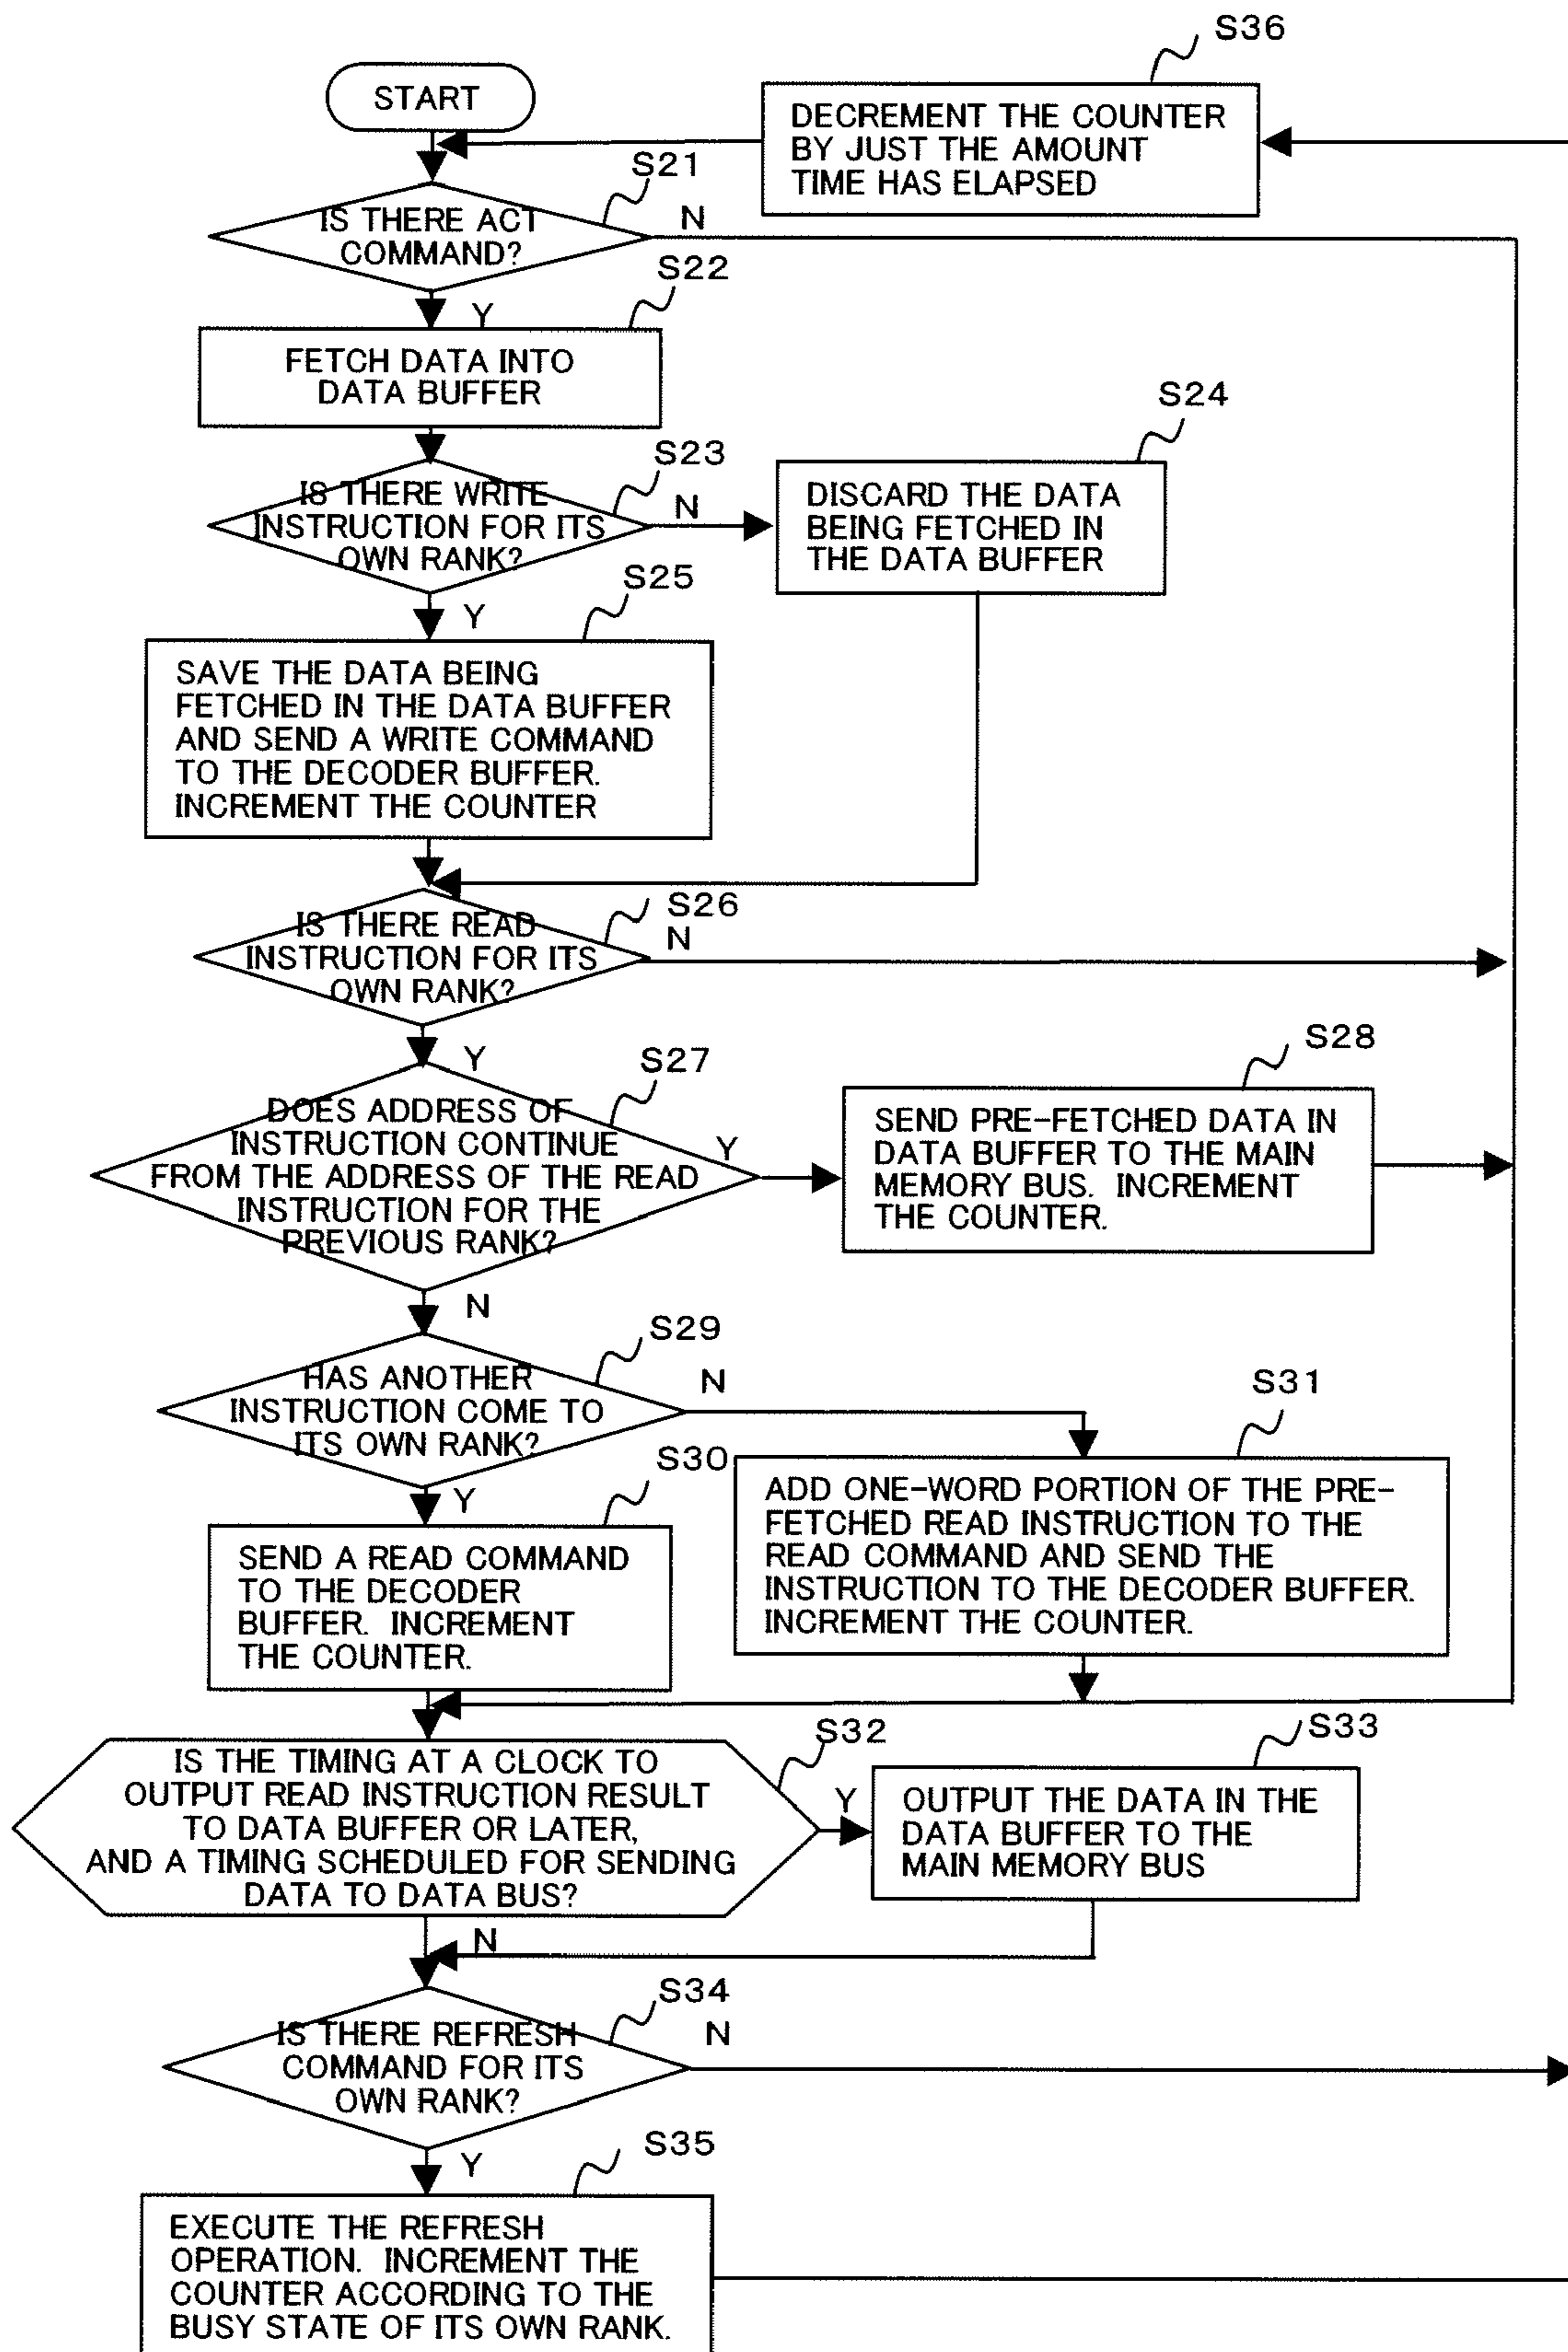 S36
START
DECREMENT THE COUNTER
BY JUST THE AMOUNT
TIME HAS ELAPSED
S21
IS THERE ACT
COMMAND?
N
Y
S22
FETCH DATA INTO
DATA BUFFER
S23
IS THERE WRITE
INSTRUCTION FOR ITS
OWN RANK?
N
Y
S24
DISCARD THE DATA
BEING FETCHED IN
THE DATA BUFFER
S25
SAVE THE DATA BEING
FETCHED IN THE DATA BUFFER
AND SEND A WRITE COMMAND
TO THE DECODER BUFFER.
INCREMENT THE COUNTER
S26
IS THERE READ
INSTRUCTION FOR ITS
OWN RANK?
N
Y
S27
DOES ADDRESS OF
INSTRUCTION CONTINUE
FROM THE ADDRESS OF THE READ
INSTRUCTION FOR THE
PREVIOUS RANK?
Y
N
S28
SEND PRE-FETCHED DATA IN
DATA BUFFER TO THE MAIN
MEMORY BUS. INCREMENT
THE COUNTER.
S29
HAS ANOTHER
INSTRUCTION COME TO
ITS OWN RANK?
N
Y
S30
SEND A READ COMMAND
TO THE DECODER
BUFFER. INCREMENT
THE COUNTER.
S31
ADD ONE-WORD PORTION OF THE PRE-
FETCHED READ INSTRUCTION TO THE
READ COMMAND AND SEND THE
INSTRUCTION TO THE DECODER BUFFER.
INCREMENT THE COUNTER.
S32
IS THE TIMING AT A CLOCK TO
OUTPUT READ INSTRUCTION RESULT
TO DATA BUFFER OR LATER,
AND A TIMING SCHEDULED FOR SENDING
DATA TO DATA BUS?
Y
N
S33
OUTPUT THE DATA IN THE
DATA BUFFER TO THE
MAIN MEMORY BUS
S34
IS THERE REFRESH
COMMAND FOR ITS
OWN RANK?
N
Y
S35
EXECUTE THE REFRESH
OPERATION. INCREMENT THE
COUNTER ACCORDING TO THE
BUSY STATE OF ITS OWN RANK.